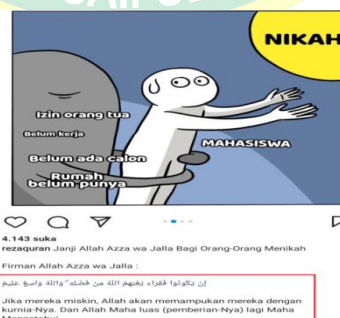 NIKAH
Izin orang tua
Belum kerja
MAHASISWA
Belum ada calon
Rumah
belum punya
4.143 suka
rezaquran Janji Allah Azza wa Jalla Bagi Orang-Orang Menikah
Firman Allah Azza wa Jalla :
إن يكونوا فقراء يغنهم الله من فضله ۗ والله واسع عليم
Jika mereka miskin, Allah akan memampukan mereka dengan
kurnia-Nya. Dan Allah Maha luas (pemberian-Nya) lagi Maha